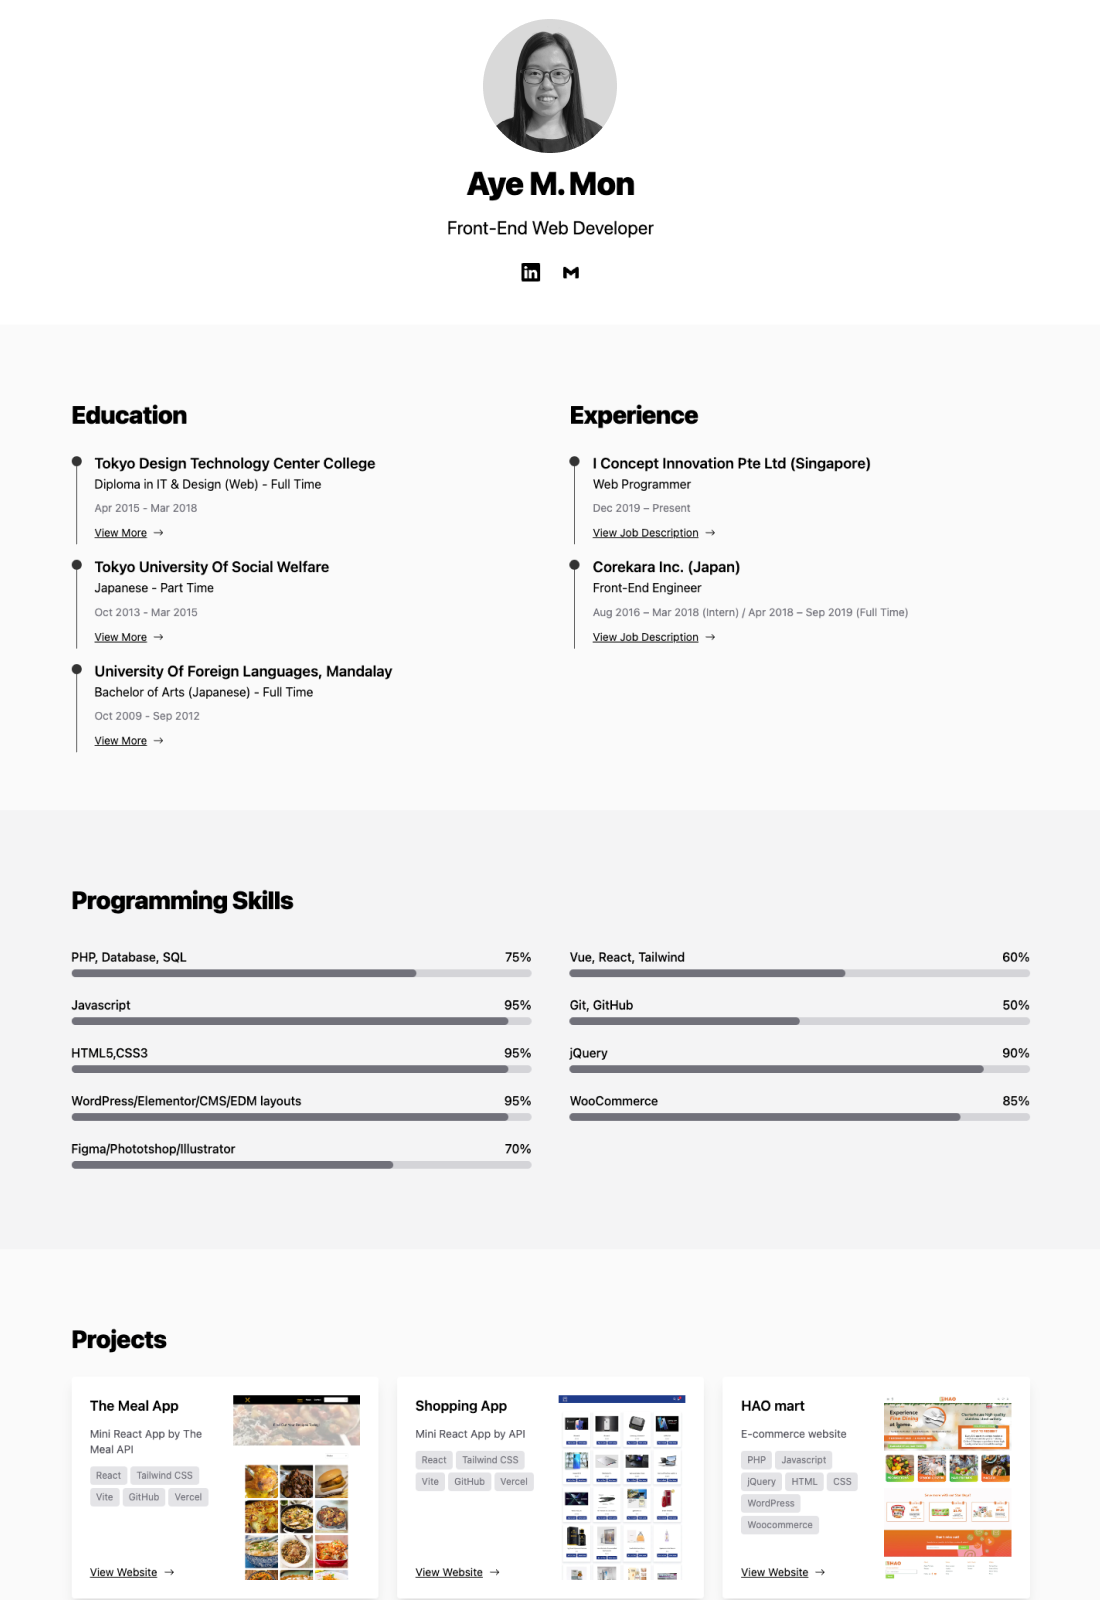 Aye M. Mon
Front-End Web Developer
Education
Tokyo Design Technology Center College
Diploma in IT & Design (Web) - Full Time
Apr 2015 - Mar 2018
View More →
Tokyo University Of Social Welfare
Japanese - Part Time
Oct 2013 - Mar 2015
View More →
University Of Foreign Languages, Mandalay
Bachelor of Arts (Japanese) - Full Time
Oct 2009 - Sep 2012
View More →
Experience
I Concept Innovation Pte Ltd (Singapore)
Web Programmer
Dec 2019 – Present
View Job Description →
Corekara Inc. (Japan)
Front-End Engineer
Aug 2016 – Mar 2018 (Intern) / Apr 2018 – Sep 2019 (Full Time)
View Job Description →
Programming Skills
PHP, Database, SQL 75%
Javascript 95%
HTML5,CSS3 95%
WordPress/Elementor/CMS/EDM layouts 95%
Figma/Phototshop/Illustrator 70%
Vue, React, Tailwind 60%
Git, GitHub 50%
jQuery 90%
WooCommerce 85%
Projects
The Meal App
Mini React App by The
Meal API
React Tailwind CSS
Vite GitHub Vercel
View Website →
Shopping App
Mini React App by API
React Tailwind CSS
Vite GitHub Vercel
View Website →
HAO mart
E-commerce website
PHP Javascript
jQuery HTML CSS
WordPress
Woocommerce
View Website →
Experience
Fine Dining
at home.